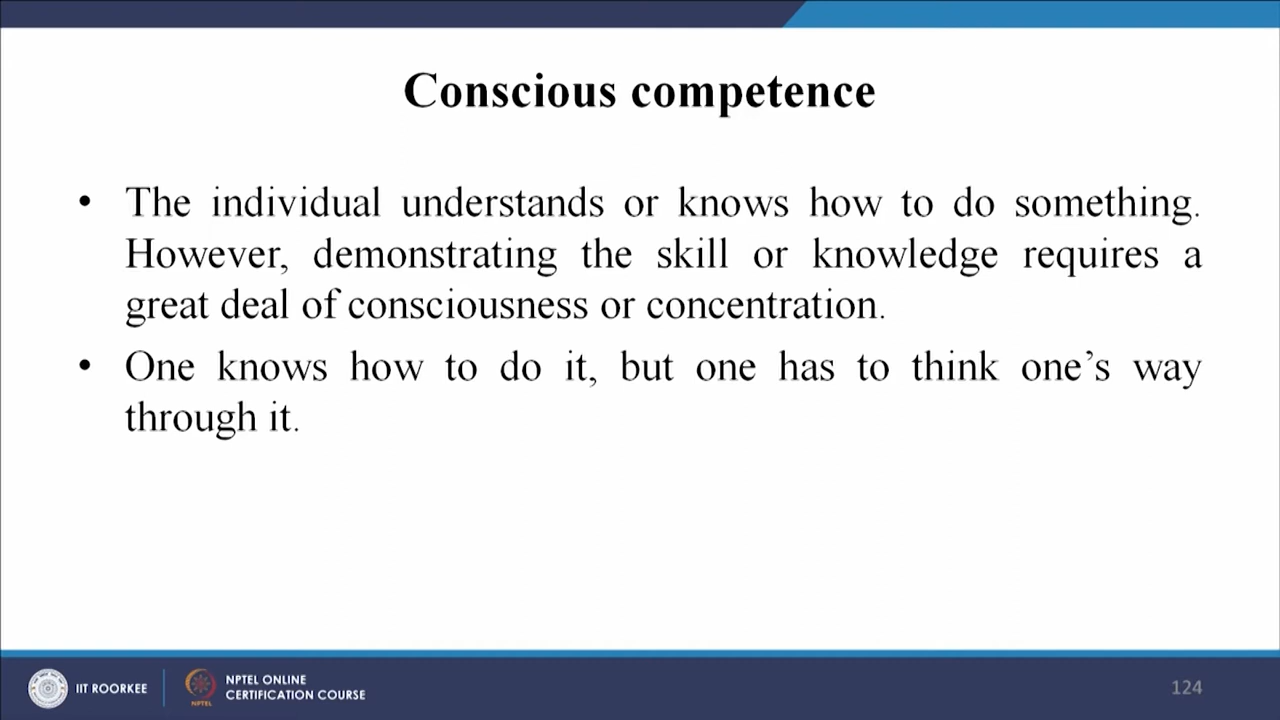 Conscious competence
• The individual understands or knows how to do something.
However, demonstrating the skill or knowledge requires a
great deal of consciousness or concentration.
• One knows how to do it, but one has to think one’s way
through it.
IIT ROORKEE
NPTEL
NPTEL ONLINE
CERTIFICATION COURSE
124